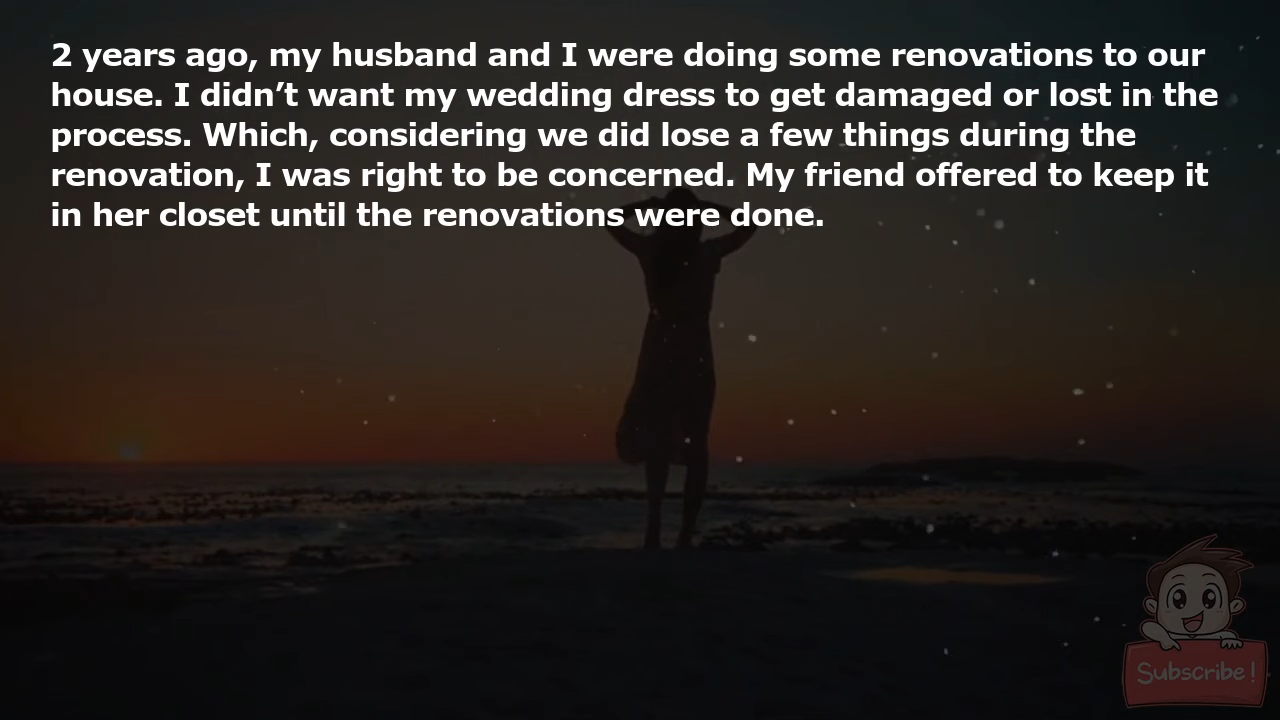 2 years ago, my husband and I were doing some renovations to our
house. I didn’t want my wedding dress to get damaged or lost in the
process. Which, considering we did lose a few things during the
renovation, I was right to be concerned. My friend offered to keep it
in her closet until the renovations were done.
Subscribe!